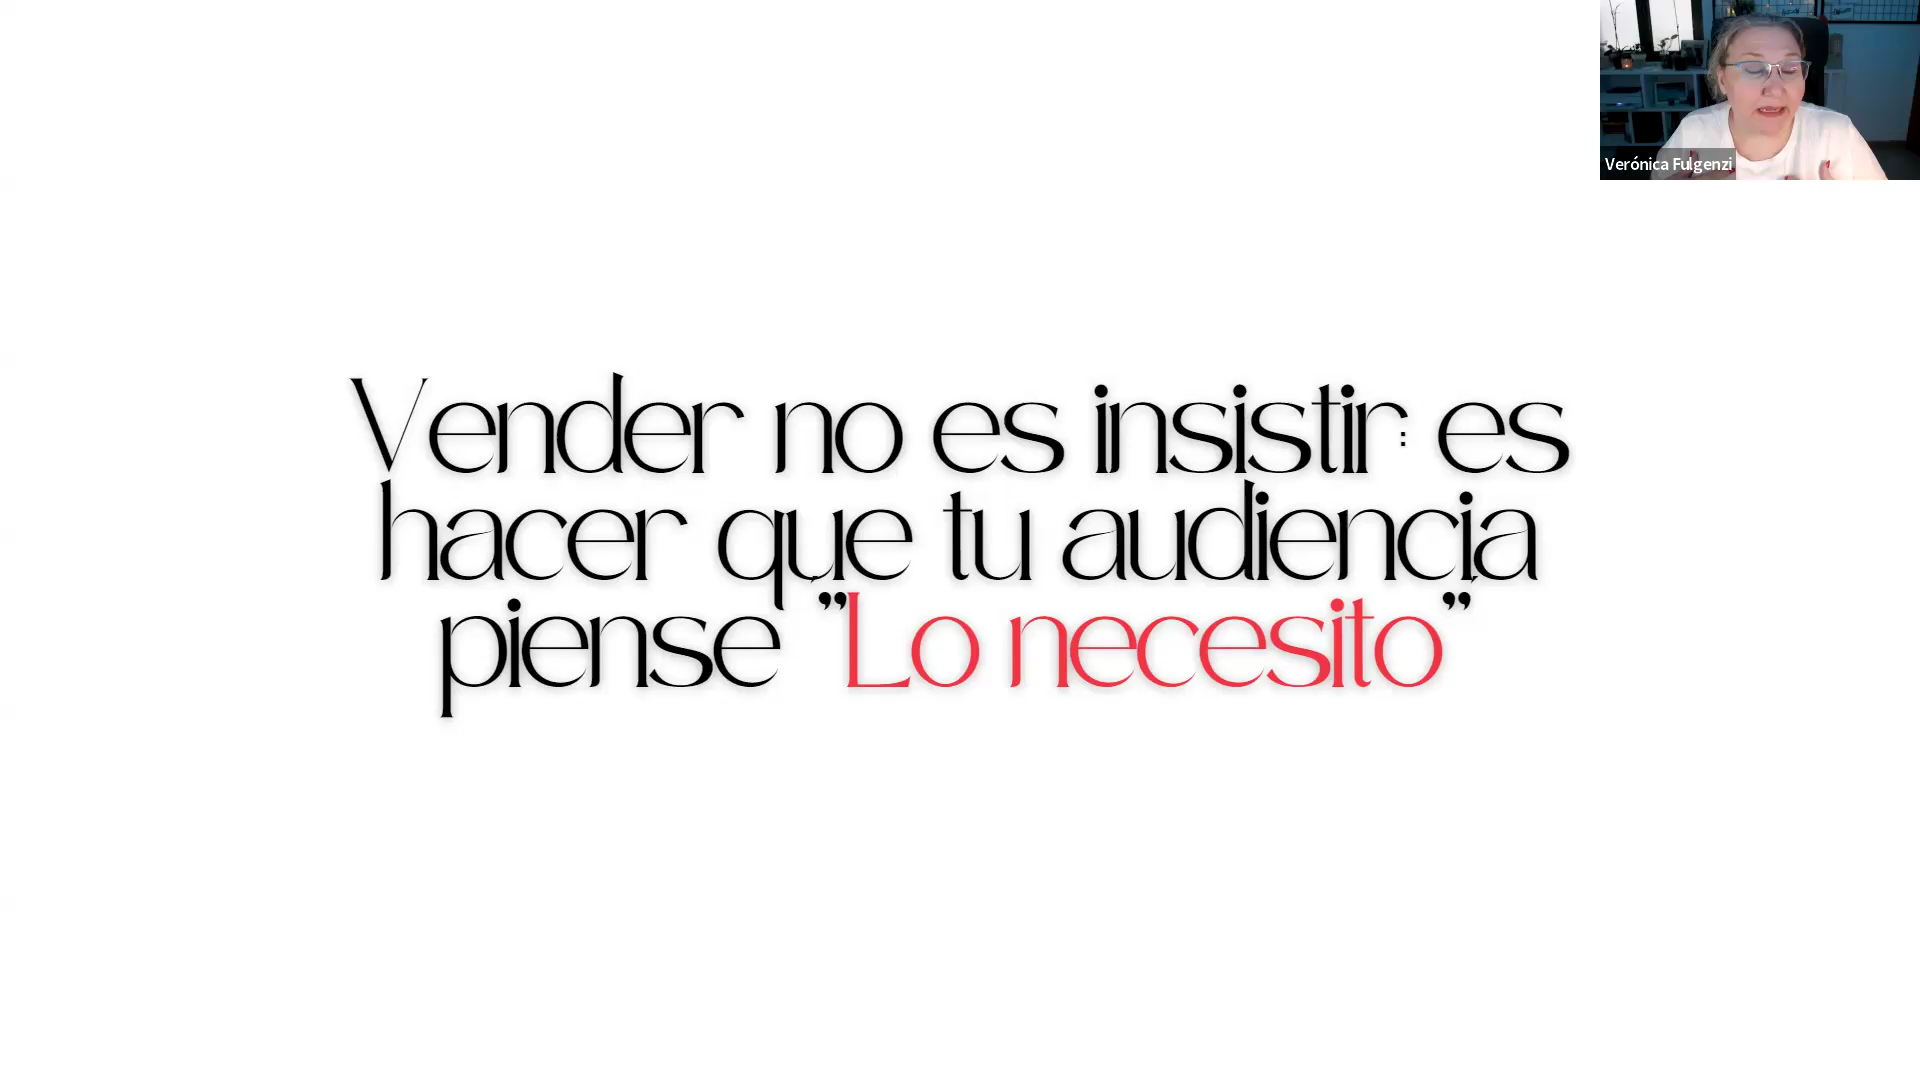 Verónica Fulgenzi
Vender no es insistir: es
hacer que tu audiencia
piense "Lo necesito"